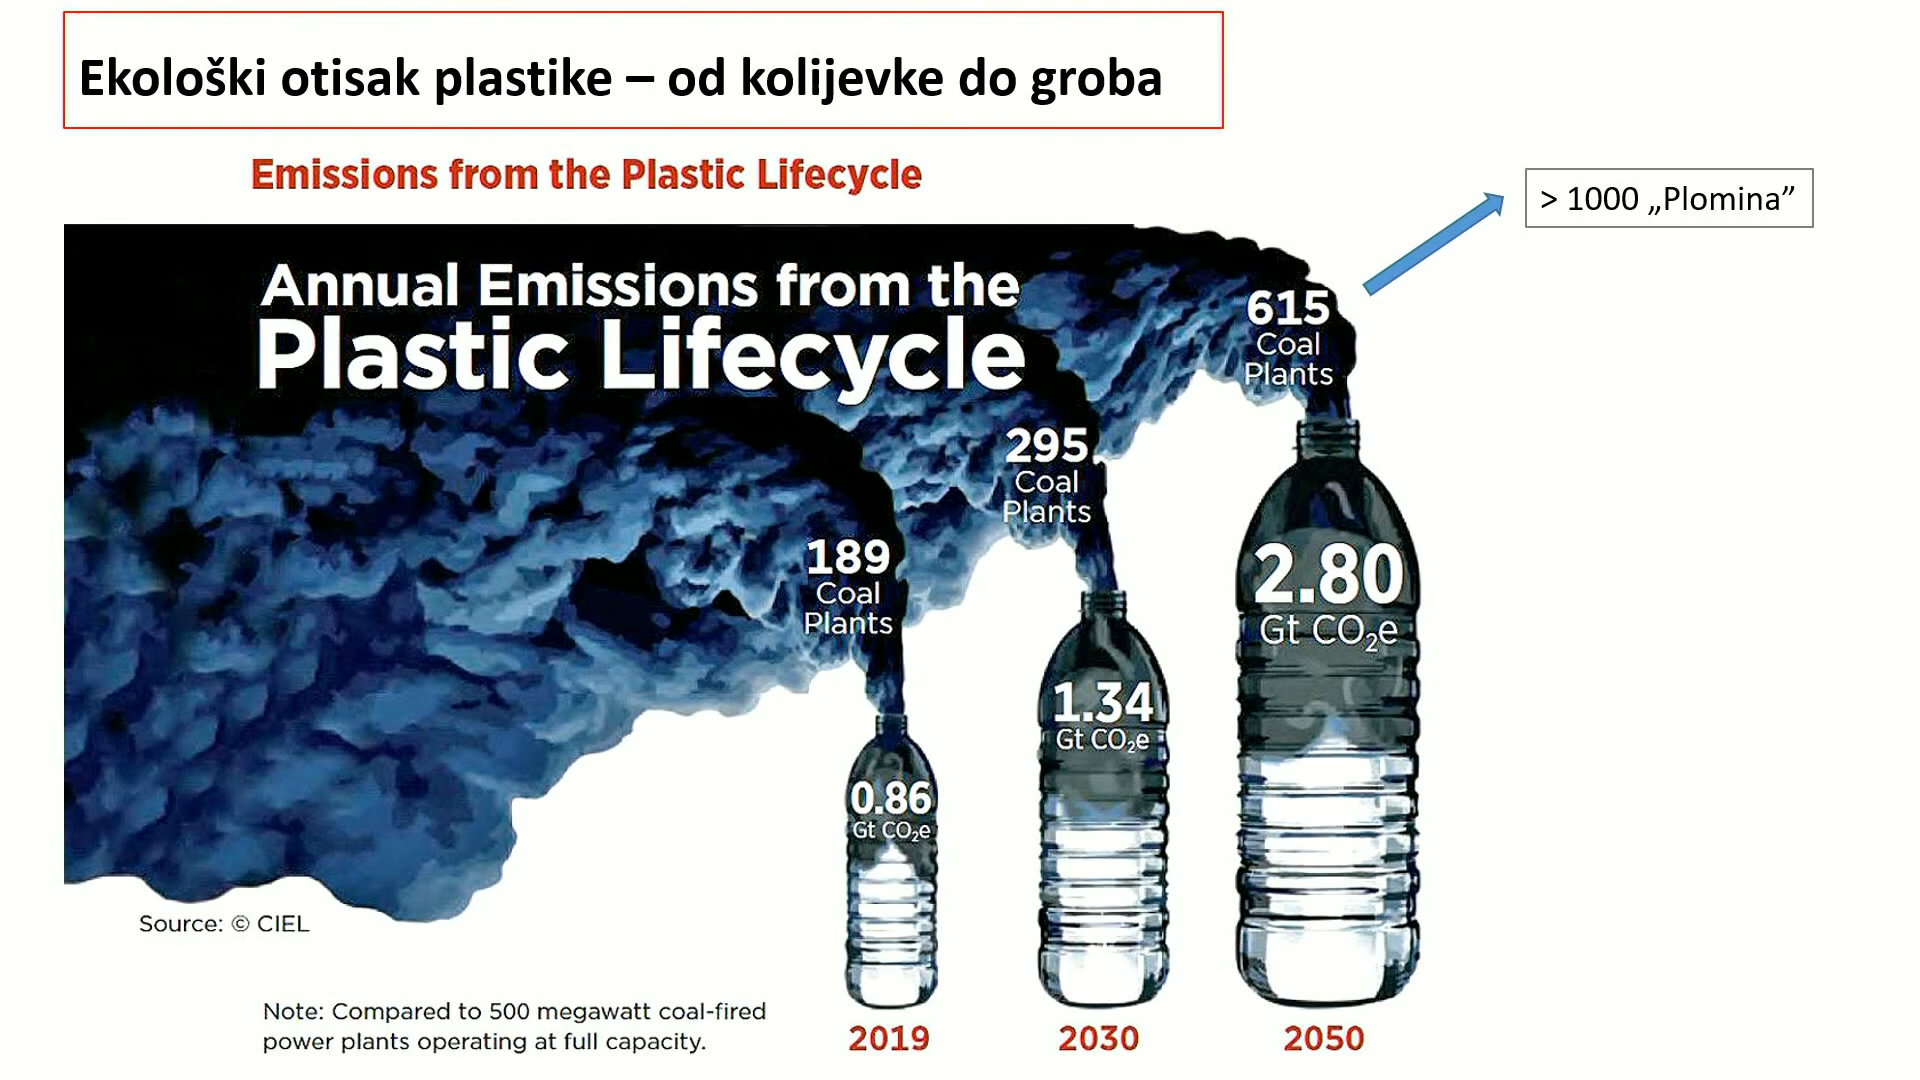 Ekološki otisak plastike – od kolijevke do groba
Emissions from the Plastic Lifecycle
> 1000 „Plomina”
Annual Emissions from the
Plastic Lifecycle
615
Coal
Plants
295
Coal
Plants
189
Coal
Plants
2.80
Gt CO₂e
1.34
Gt CO₂e
0.86
Gt CO₂e
Source: © CIEL
Note: Compared to 500 megawatt coal-fired
power plants operating at full capacity.
2019
2030
2050